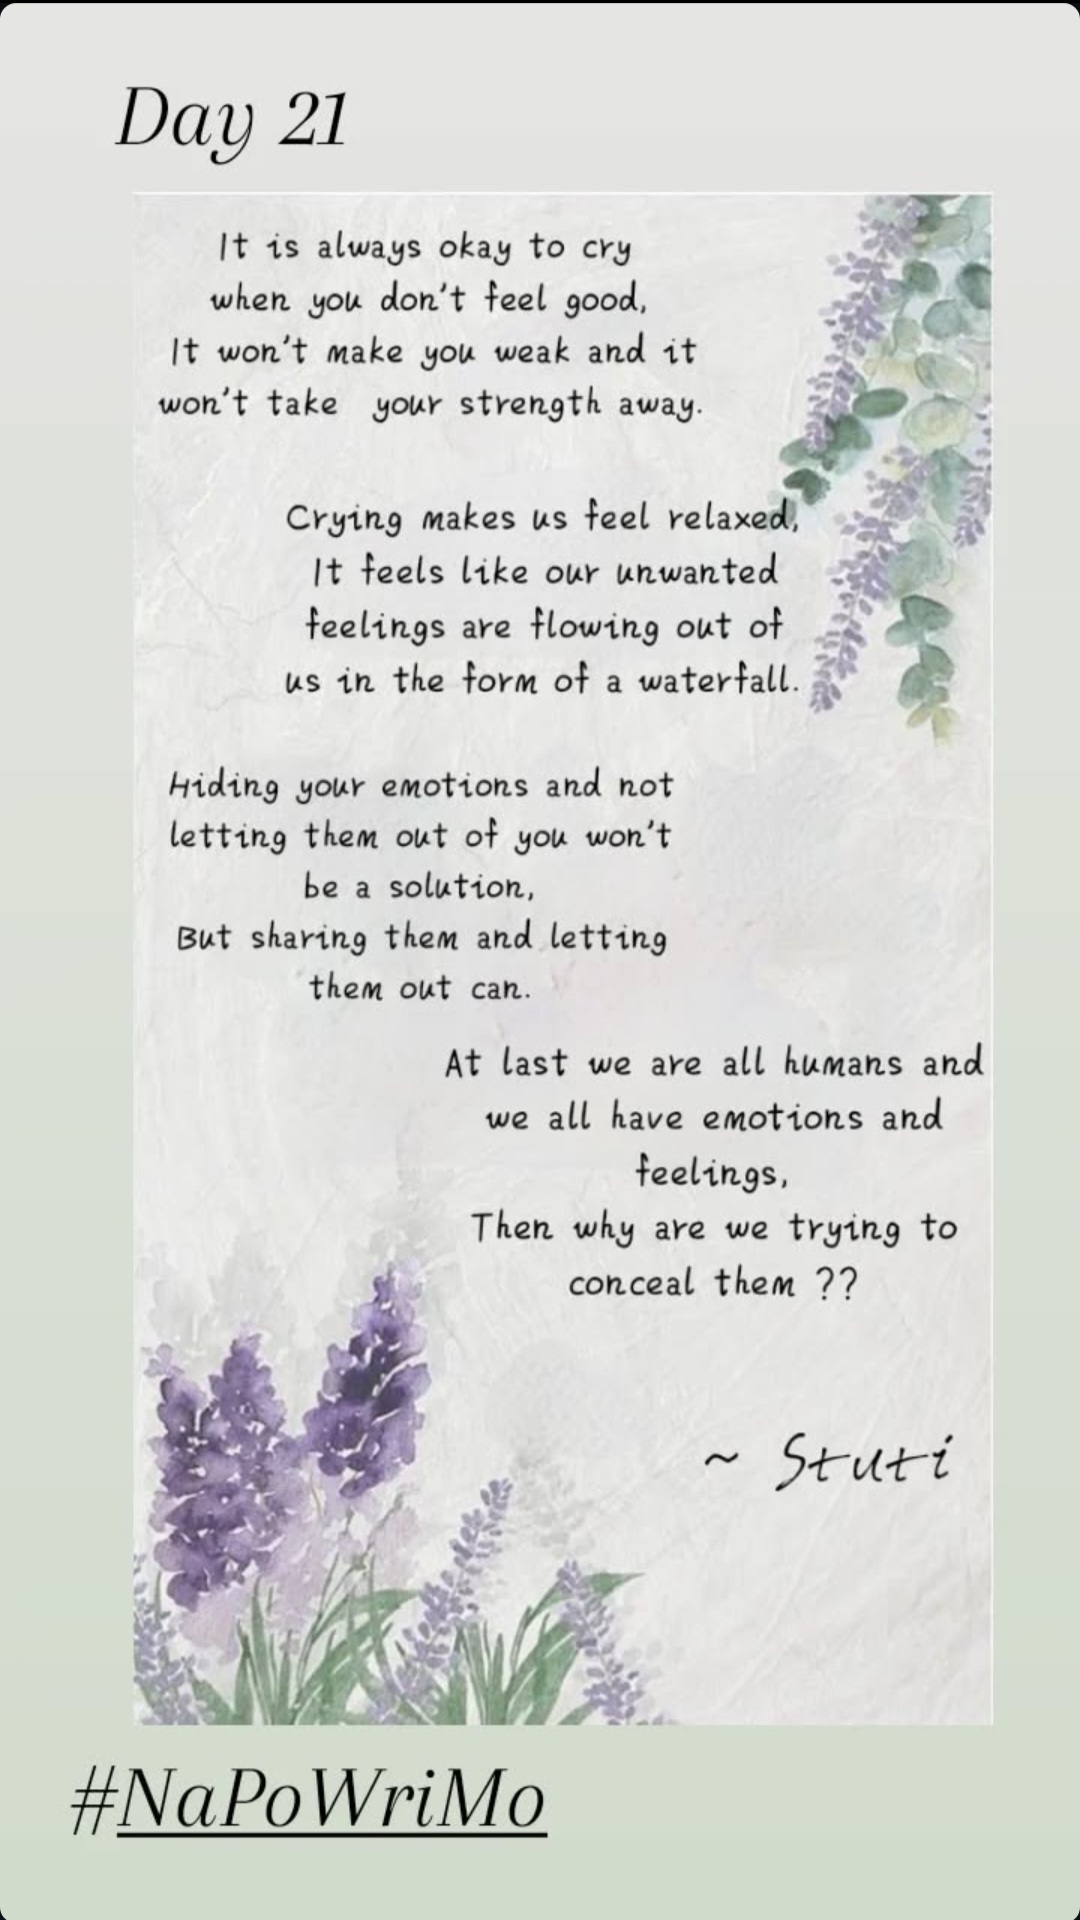 Day 21
It is always okay to cry
when you don't feel good,
It won't make you weak and it
won't take your strength away.
Crying makes us feel relaxed,
It feels like our unwanted
feelings are flowing out of
us in the form of a waterfall.
Hiding your emotions and not
letting them out of you won't
be a solution,
But sharing them and letting
them out can.
At last we are all humans and
we all have emotions and
feelings,
Then why are we trying to
conceal them ??
~ Stuti
#NaPoWriMo